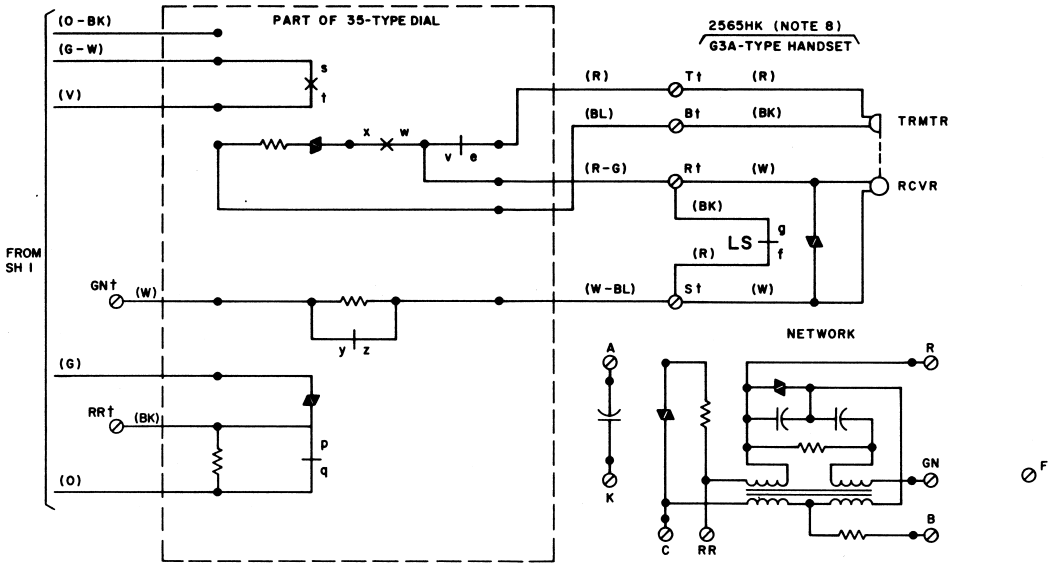 (O-BK)
PART OF 35-TYPE DIAL
2565HK (NOTE 8)
G3A-TYPE HANDSET
(G-W)
s
t
(V)
(R)
T†
(R)
(BL)
B†
(BK)
TRMTR
x
w
v
e
(R-G)
R†
(W)
RCVR
(BK)
g
LS
f
(R)
FROM
SH 1
GN†
(W)
(W-BL)
S†
(W)
y
z
NETWORK
A
R
(G)
RR†
(BK)
p
q
(O)
K
GN
F
B
C
RR